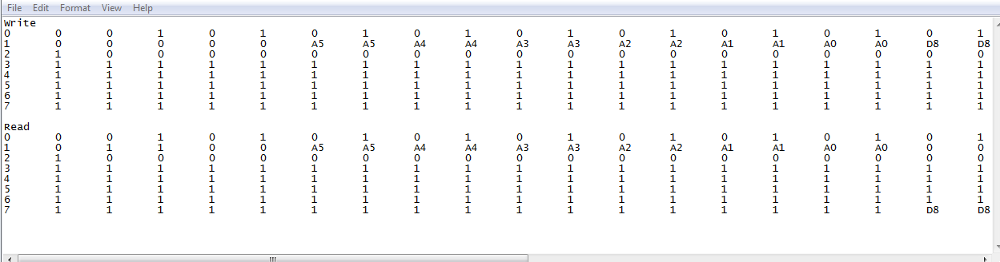 File Edit Format View Help
Write
0 0 0 1 0 1 0 1 0 1 0 1 0 1 0 1 0 1 0 1
1 0 0 0 0 0 A5 A5 A4 A4 A3 A3 A2 A2 A1 A1 A0 A0 D8 D8
2 1 0 0 0 0 0 0 0 0 0 0 0 0 0 0 0 0 0 0
3 1 1 1 1 1 1 1 1 1 1 1 1 1 1 1 1 1 1 1
4 1 1 1 1 1 1 1 1 1 1 1 1 1 1 1 1 1 1 1
5 1 1 1 1 1 1 1 1 1 1 1 1 1 1 1 1 1 1 1
6 1 1 1 1 1 1 1 1 1 1 1 1 1 1 1 1 1 1 1
7 1 1 1 1 1 1 1 1 1 1 1 1 1 1 1 1 1 1 1
Read
0 0 0 1 0 1 0 1 0 1 0 1 0 1 0 1 0 1 0 1
1 0 1 1 0 0 A5 A5 A4 A4 A3 A3 A2 A2 A1 A1 A0 A0 0 0
2 1 0 0 0 0 0 0 0 0 0 0 0 0 0 0 0 0 0 0
3 1 1 1 1 1 1 1 1 1 1 1 1 1 1 1 1 1 1 1
4 1 1 1 1 1 1 1 1 1 1 1 1 1 1 1 1 1 1 1
5 1 1 1 1 1 1 1 1 1 1 1 1 1 1 1 1 1 1 1
6 1 1 1 1 1 1 1 1 1 1 1 1 1 1 1 1 1 1 1
7 1 1 1 1 1 1 1 1 1 1 1 1 1 1 1 1 1 D8 D8